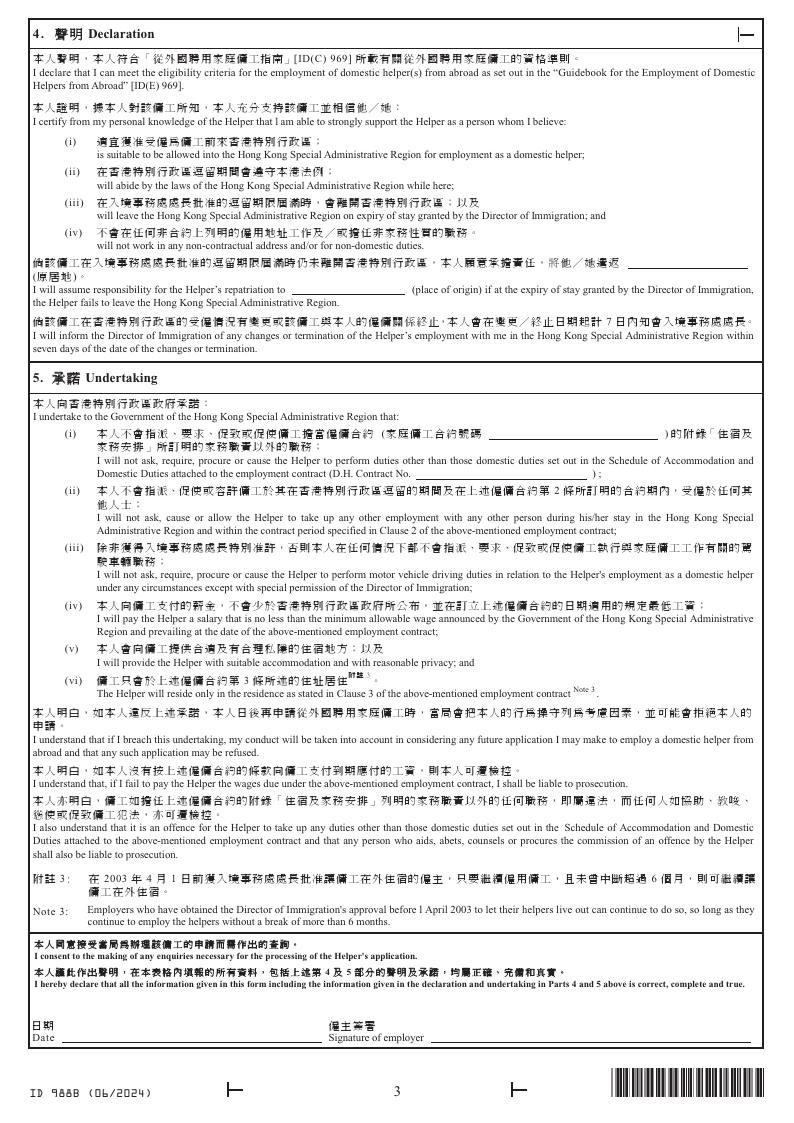 4. 聲明 Declaration
本人聲明，本人符合「從外國聘用家庭傭工指南」[ID(C) 969] 所載有關從外國聘用家庭傭工的資格準則。
I declare that I can meet the eligibility criteria for the employment of domestic helper(s) from abroad as set out in the “Guidebook for the Employment of Domestic
Helpers from Abroad” [ID(E) 969].
本人證明，據本人對該傭工所知，本人充分支持該傭工並相信他／她：
I certify from my personal knowledge of the Helper that I am able to strongly support the Helper as a person whom I believe:
(i) 適宜獲准受僱為傭工前來香港特別行政區；
is suitable to be allowed into the Hong Kong Special Administrative Region for employment as a domestic helper;
(ii) 在香港特別行政區逗留期間會遵守本港法例；
will abide by the laws of the Hong Kong Special Administrative Region while here;
(iii) 在入境事務處處長批准的逗留期限屆滿時，會離開香港特別行政區；以及
will leave the Hong Kong Special Administrative Region on expiry of stay granted by the Director of Immigration; and
(iv) 不會在任何非合約上列明的僱用地址工作及／或擔任非家務性質的職務。
will not work in any non-contractual address and/or for non-domestic duties.
倘該傭工在入境事務處處長批准的逗留期限屆滿時仍未離開香港特別行政區，本人願意承擔責任，將他／她遣返
(原居地)。
I will assume responsibility for the Helper’s repatriation to (place of origin) if at the expiry of stay granted by the Director of Immigration,
the Helper fails to leave the Hong Kong Special Administrative Region.
倘該傭工在香港特別行政區的受僱情況有變更或該傭工與本人的僱傭關係終止，本人會在變更／終止日期起計 7 日內知會入境事務處處長。
I will inform the Director of Immigration of any changes or termination of the Helper’s employment with me in the Hong Kong Special Administrative Region within
seven days of the date of the changes or termination.
5. 承諾 Undertaking
本人向香港特別行政區政府承諾：
I undertake to the Government of the Hong Kong Special Administrative Region that:
(i) 本人不會指派、要求、促致或促使傭工擔當僱傭合約 (家庭傭工合約號碼 )的附錄「住宿及
家務安排」所訂明的家務職責以外的職務；
I will not ask, require, procure or cause the Helper to perform duties other than those domestic duties set out in the Schedule of Accommodation and
Domestic Duties attached to the employment contract (D.H. Contract No. ) ;
(ii) 本人不會指派、促使或容許傭工於其在香港特別行政區逗留的期間及在上述僱傭合約第 2 條所訂明的合約期內，受僱於任何其
他人士；
I will not ask, cause or allow the Helper to take up any other employment with any other person during his/her stay in the Hong Kong Special
Administrative Region and within the contract period specified in Clause 2 of the above-mentioned employment contract;
(iii) 除非獲得入境事務處處長特別准許，否則本人在任何情況下都不會指派、要求、促致或促使傭工執行與家庭傭工工作有關的駕
駛車輛職務；
I will not ask, require, procure or cause the Helper to perform motor vehicle driving duties in relation to the Helper's employment as a domestic helper
under any circumstances except with special permission of the Director of Immigration;
(iv) 本人向傭工支付的薪金，不會少於香港特別行政區政府所公布，並在訂立上述僱傭合約的日期適用的規定最低工資；
I will pay the Helper a salary that is no less than the minimum allowable wage announced by the Government of the Hong Kong Special Administrative
Region and prevailing at the date of the above-mentioned employment contract;
(v) 本人會向傭工提供合適及有合理私隱的住宿地方；以及
I will provide the Helper with suitable accommodation and with reasonable privacy; and
(vi) 傭工只會於上述僱傭合約第 3 條所述的住址居住附註 3。
The Helper will reside only in the residence as stated in Clause 3 of the above-mentioned employment contract Note 3 .
本人明白，如本人違反上述承諾，本人日後再申請從外國聘用家庭傭工時，當局會把本人的行為操守列為考慮因素，並可能會拒絕本人的
申請。
I understand that if I breach this undertaking, my conduct will be taken into account in considering any future application I may make to employ a domestic helper from
abroad and that any such application may be refused.
本人明白，如本人沒有按上述僱傭合約的條款向傭工支付到期應付的工資，則本人可遭檢控。
I understand that, if I fail to pay the Helper the wages due under the above-mentioned employment contract, I shall be liable to prosecution.
本人亦明白，傭工如擔任上述僱傭合約的附錄「住宿及家務安排」列明的家務職責以外的任何職務，即屬違法，而任何人如協助、教唆、
慫使或促致傭工犯法，亦可遭檢控。
I also understand that it is an offence for the Helper to take up any duties other than those domestic duties set out in the Schedule of Accommodation and Domestic
Duties attached to the above-mentioned employment contract and that any person who aids, abets, counsels or procures the commission of an offence by the Helper
shall also be liable to prosecution.
附註 3： 在 2003 年 4 月 1 日前獲入境事務處處長批准讓傭工在外住宿的僱主，只要繼續僱用傭工，且未曾中斷超過 6 個月，則可繼續讓
傭工在外住宿。
Note 3: Employers who have obtained the Director of Immigration's approval before 1 April 2003 to let their helpers live out can continue to do so, so long as they
continue to employ the helpers without a break of more than 6 months.
本人同意接受當局為辦理該傭工的申請而需作出的查詢。
I consent to the making of any enquiries necessary for the processing of the Helper's application.
本人謹此作出聲明，在本表格內填報的所有資料，包括上述第 4 及 5 部分的聲明及承諾，均屬正確、完備和真實。
I hereby declare that all the information given in this form including the information given in the declaration and undertaking in Parts 4 and 5 above is correct, complete and true.
日期 僱主簽署
Date Signature of employer
ID 988B (06/2024) 3